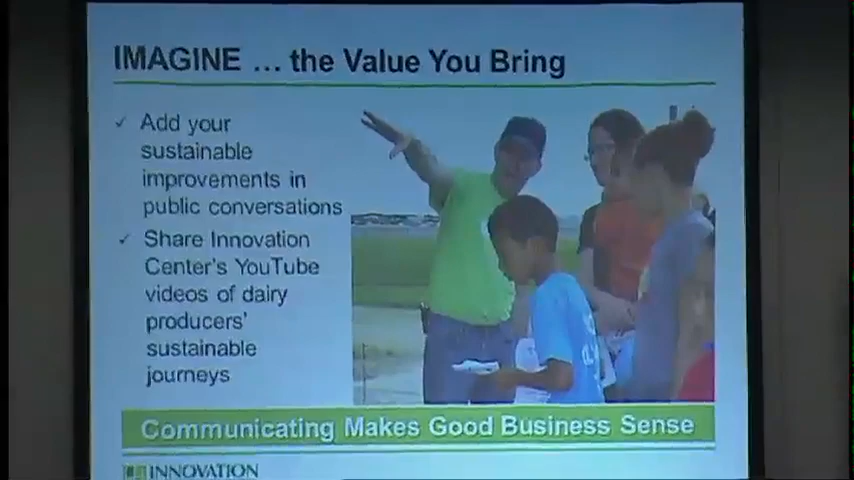 IMAGINE ... the Value You Bring
✓ Add your
sustainable
improvements in
public conversations
✓ Share Innovation
Center's YouTube
videos of dairy
producers'
sustainable
journeys
Communicating Makes Good Business Sense
INNOVATION